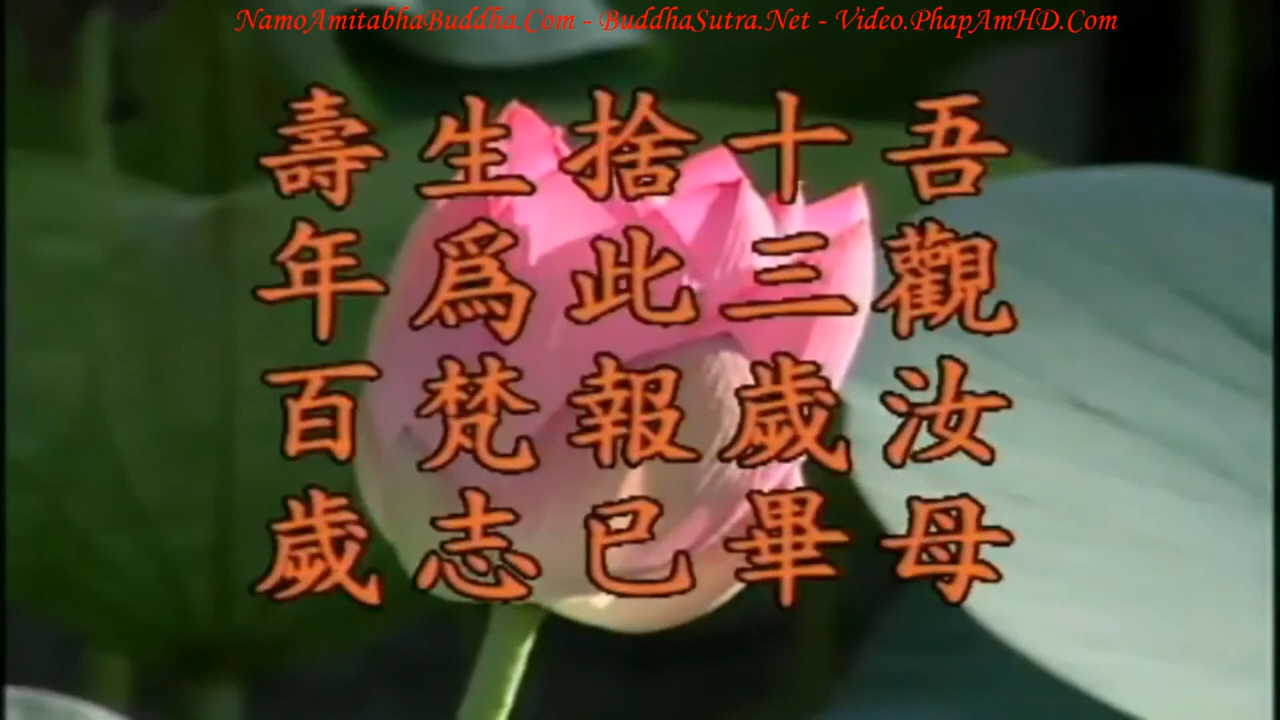 NamoAmitabhaBuddha.Com - BuddhaSutra.Net - Video.PhapAmHD.Com
吾觀汝母
十三歲畢
捨此報已
生爲梵志
壽年百歲